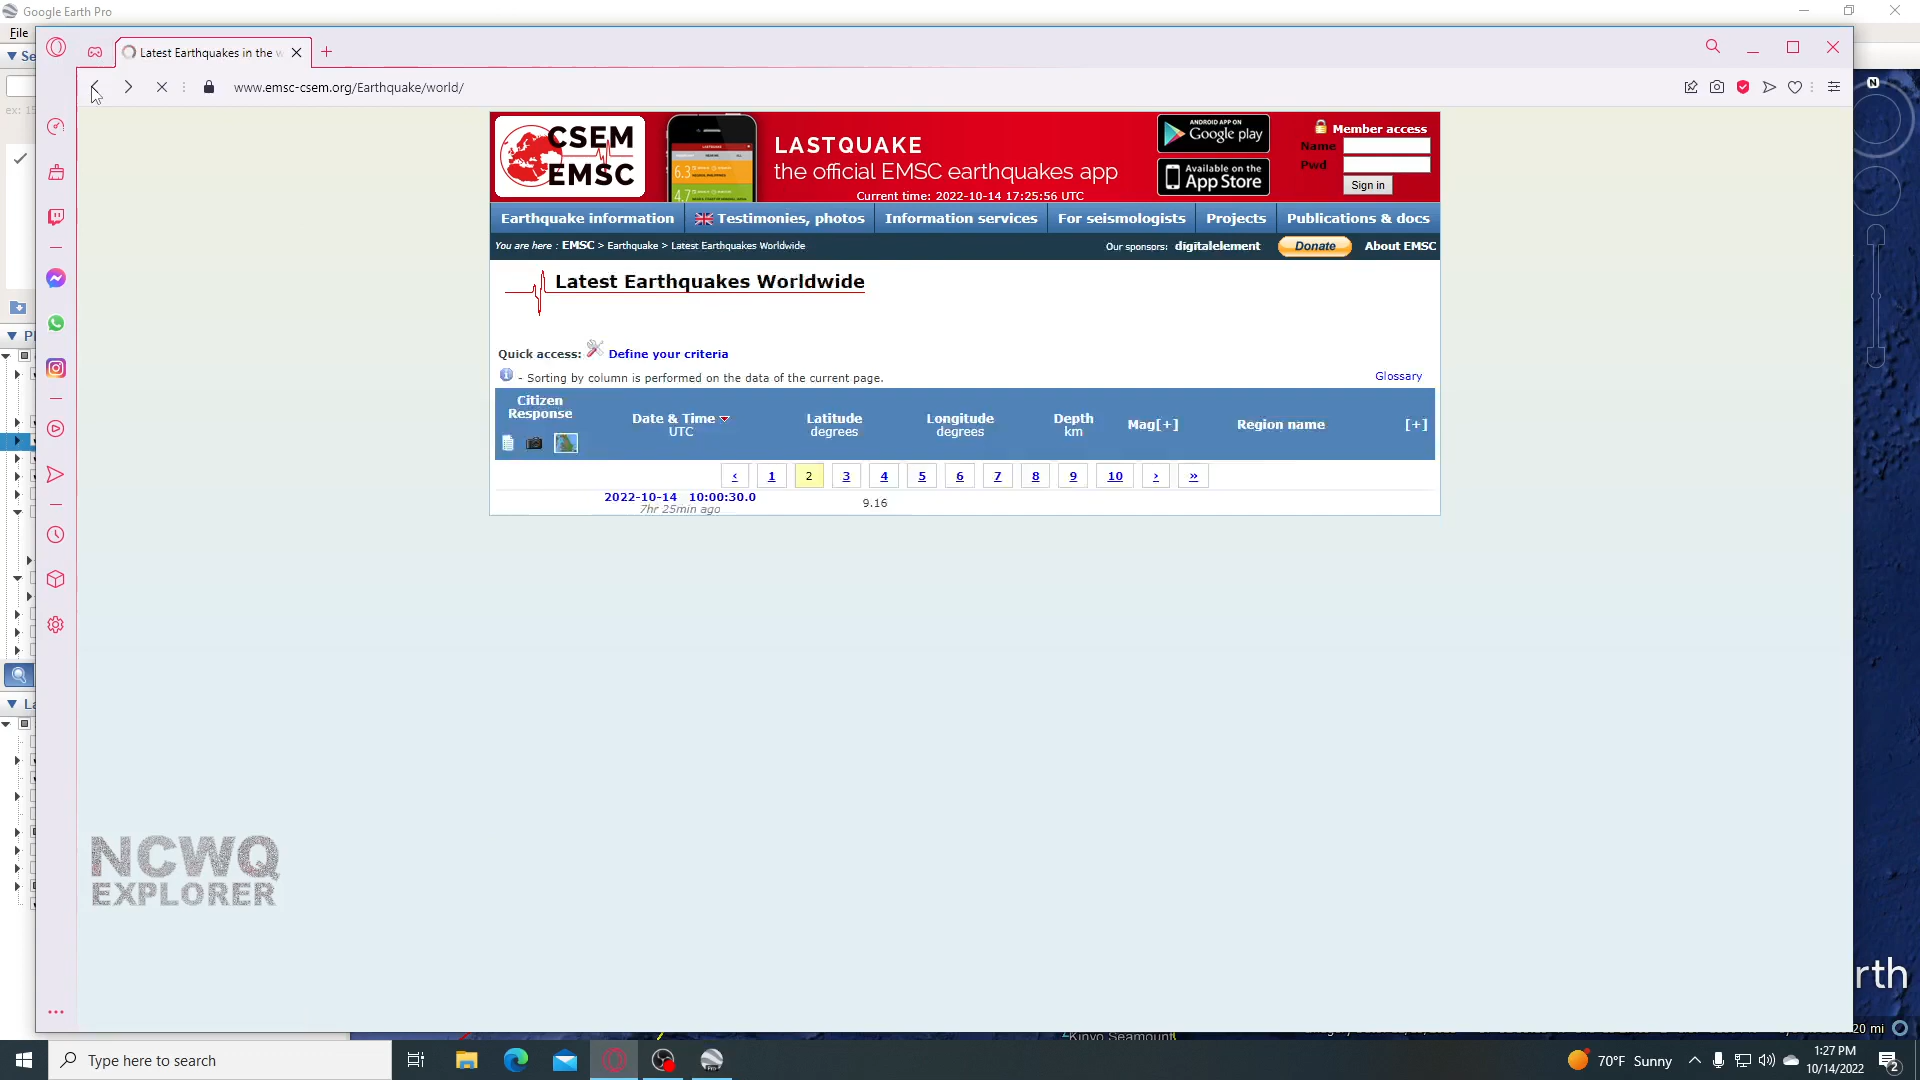 Google Earth Pro
File
Latest Earthquakes in the w
www.emsc-csem.org/Earthquake/world/
N
CSEM
EMSC
LASTQUAKE
the official EMSC earthquakes app
Current time: 2022-10-14 17:25:56 UTC
ANDROID APP ON
Google play
Available on the
App Store
Member access
Name
Pwd
Sign in
Earthquake information
Testimonies, photos
Information services
For seismologists
Projects
Publications & docs
You are here : EMSC > Earthquake > Latest Earthquakes Worldwide
Our sponsors: digitalelement
Donate
About EMSC
Latest Earthquakes Worldwide
Quick access: Define your criteria
- Sorting by column is performed on the data of the current page.
Glossary
Citizen
Response
Date & Time
UTC
Latitude
degrees
Longitude
degrees
Depth
km
Mag[+]
Region name
[+]
‹ 1 2 3 4 5 6 7 8 9 10 › »
2022-10-14 10:00:30.0
7hr 25min ago
9.16
NCWQ
EXPLORER
rth
Kinyo Seamount
20 mi
Type here to search
70°F Sunny
1:27 PM
10/14/2022
2